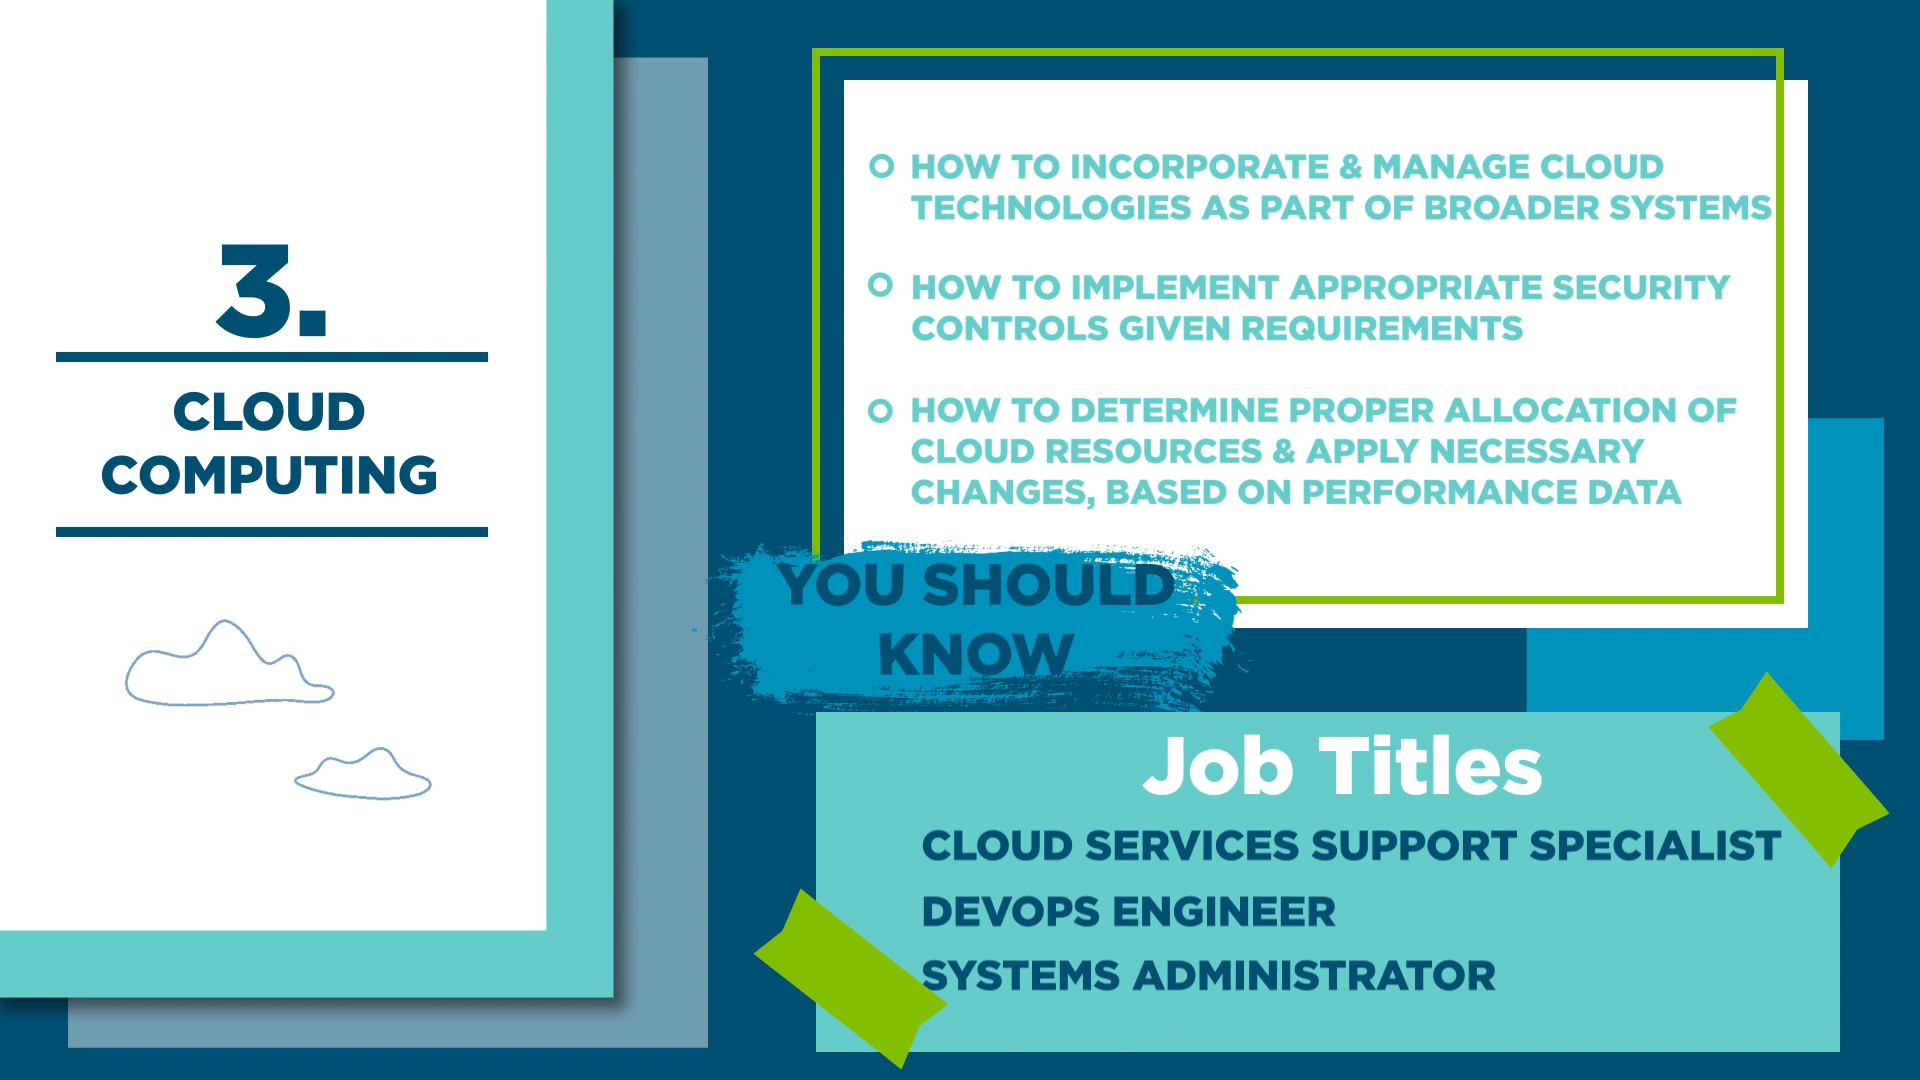 3.
CLOUD
COMPUTING
HOW TO INCORPORATE & MANAGE CLOUD
TECHNOLOGIES AS PART OF BROADER SYSTEMS
HOW TO IMPLEMENT APPROPRIATE SECURITY
CONTROLS GIVEN REQUIREMENTS
HOW TO DETERMINE PROPER ALLOCATION OF
CLOUD RESOURCES & APPLY NECESSARY
CHANGES, BASED ON PERFORMANCE DATA
YOU SHOULD
KNOW
Job Titles
CLOUD SERVICES SUPPORT SPECIALIST
DEVOPS ENGINEER
SYSTEMS ADMINISTRATOR